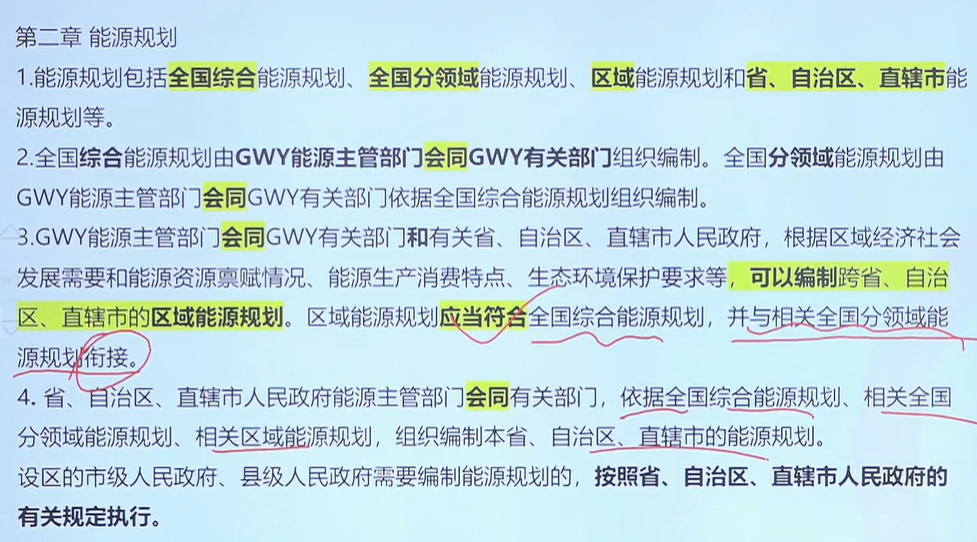 第二章 能源规划
1.能源规划包括全国综合能源规划、全国分领域能源规划、区域能源规划和省、自治区、直辖市能
源规划等。
2.全国综合能源规划由GWY能源主管部门会同GWY有关部门组织编制。全国分领域能源规划由
GWY能源主管部门会同GWY有关部门依据全国综合能源规划组织编制。
3.GWY能源主管部门会同GWY有关部门和有关省、自治区、直辖市人民政府，根据区域经济社会
发展需要和能源资源禀赋情况、能源生产消费特点、生态环境保护要求等，可以编制跨省、自治
区、直辖市的区域能源规划。区域能源规划应当符合全国综合能源规划，并与相关全国分领域能
源规划衔接。
4. 省、自治区、直辖市人民政府能源主管部门会同有关部门，依据全国综合能源规划、相关全国
分领域能源规划、相关区域能源规划，组织编制本省、自治区、直辖市的能源规划。
设区的市级人民政府、县级人民政府需要编制能源规划的，按照省、自治区、直辖市人民政府的
有关规定执行。